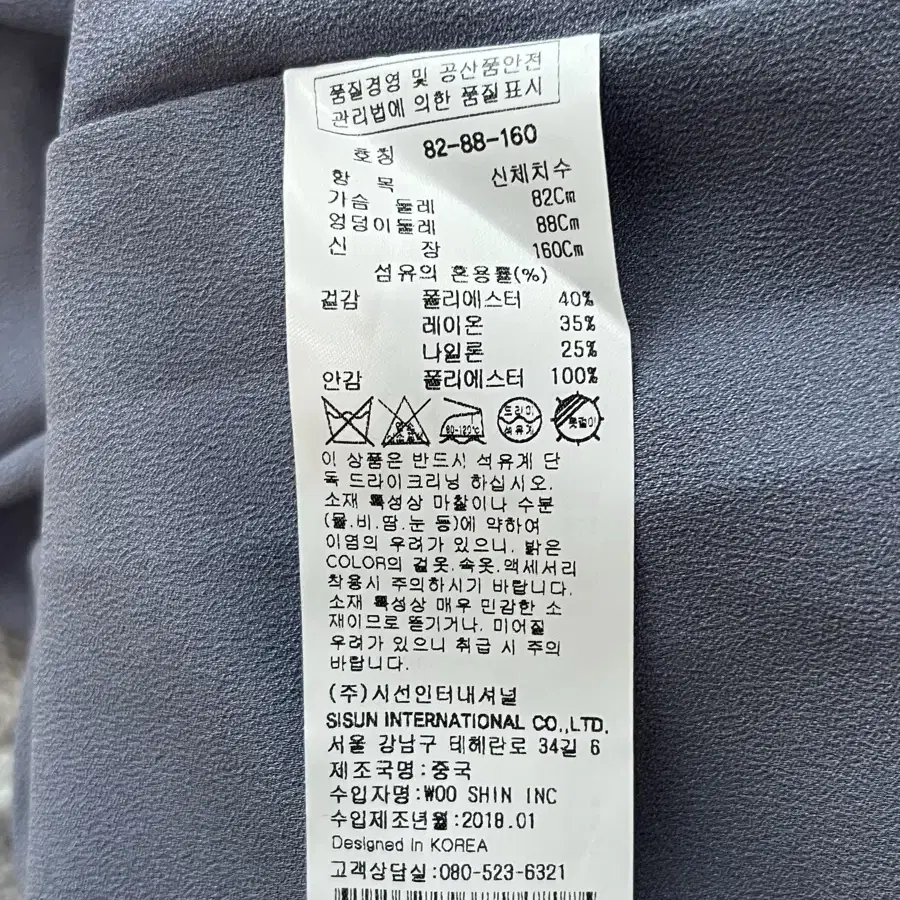 품질경영 및 공산품안전
관리법에 의한 품질표시
호칭 82-88-160
항 목 신체치수
가슴 둘레 82Cm
엉덩이둘레 88Cm
신 장 160Cm
섬유의 혼용률(%)
겉감 폴리에스터 40%
레이온 35%
나일론 25%
안감 폴리에스터 100%
80-120℃ 드라이 석유계
이 상품은 반드시 석유계 단
독 드라이크리닝 하십시오.
소재 특성상 마찰이나 수분
(물.비.땀.눈 등)에 약하여
이염의 우려가 있으니, 밝은
COLOR의 겉옷.속옷.액세서리
착용시 주의하시기 바랍니다.
소재 특성상 매우 민감한 소
재이므로 뜯기거나, 미어질
우려가 있으니 취급 시 주의
바랍니다.
(주)시선인터내셔널
SISUN INTERNATIONAL CO.,LTD.
서울 강남구 테헤란로 34길 6
제조국명:중국
수입자명:WOO SHIN INC
수입제조년월:2018.01
Designed in KOREA
고객상담실:080-523-6321